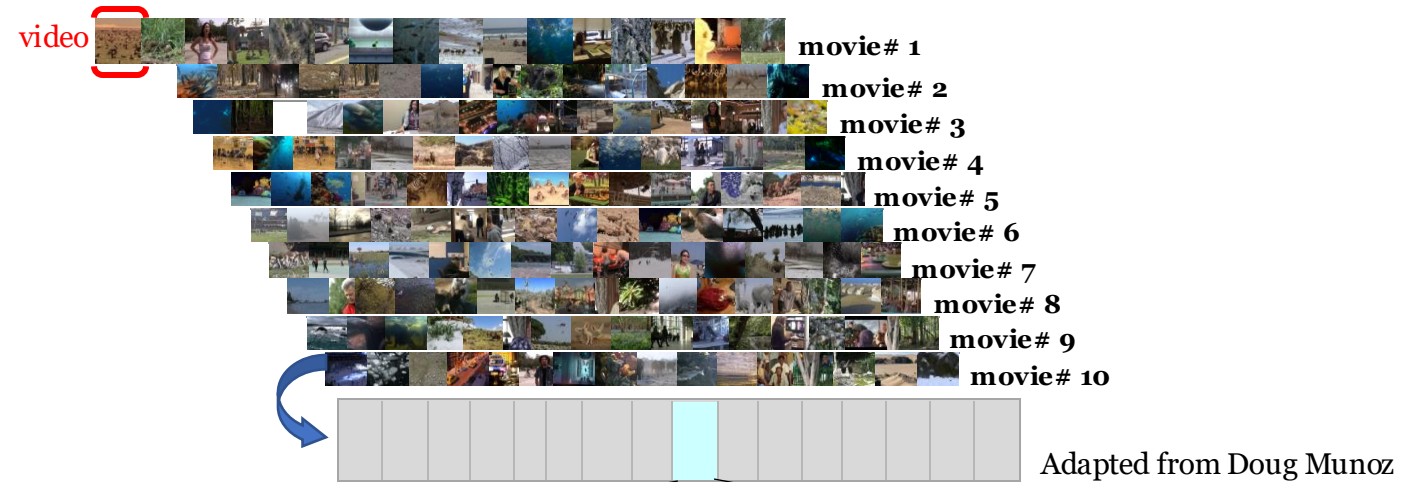 video
movie# 1
movie# 2
movie# 3
movie# 4
movie# 5
movie# 6
movie# 7
movie# 8
movie# 9
movie# 10
Adapted from Doug Munoz